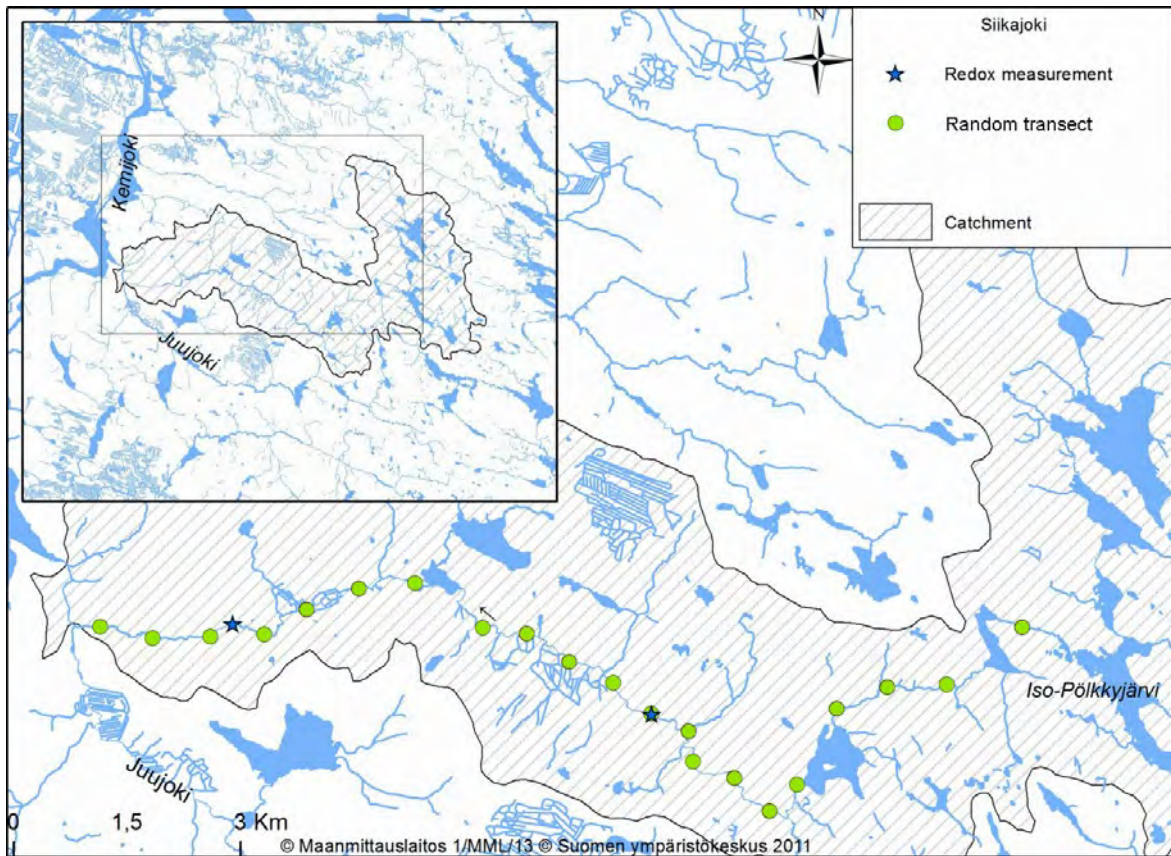 N
Siikajoki
Redox measurement
Random transect
Catchment
Kemijoki
Juujoki
Iso-Pölkkyjärvi
Juujoki
0 1,5 3 Km
© Maanmittauslaitos 1/MML/13 © Suomen ympäristökeskus 2011